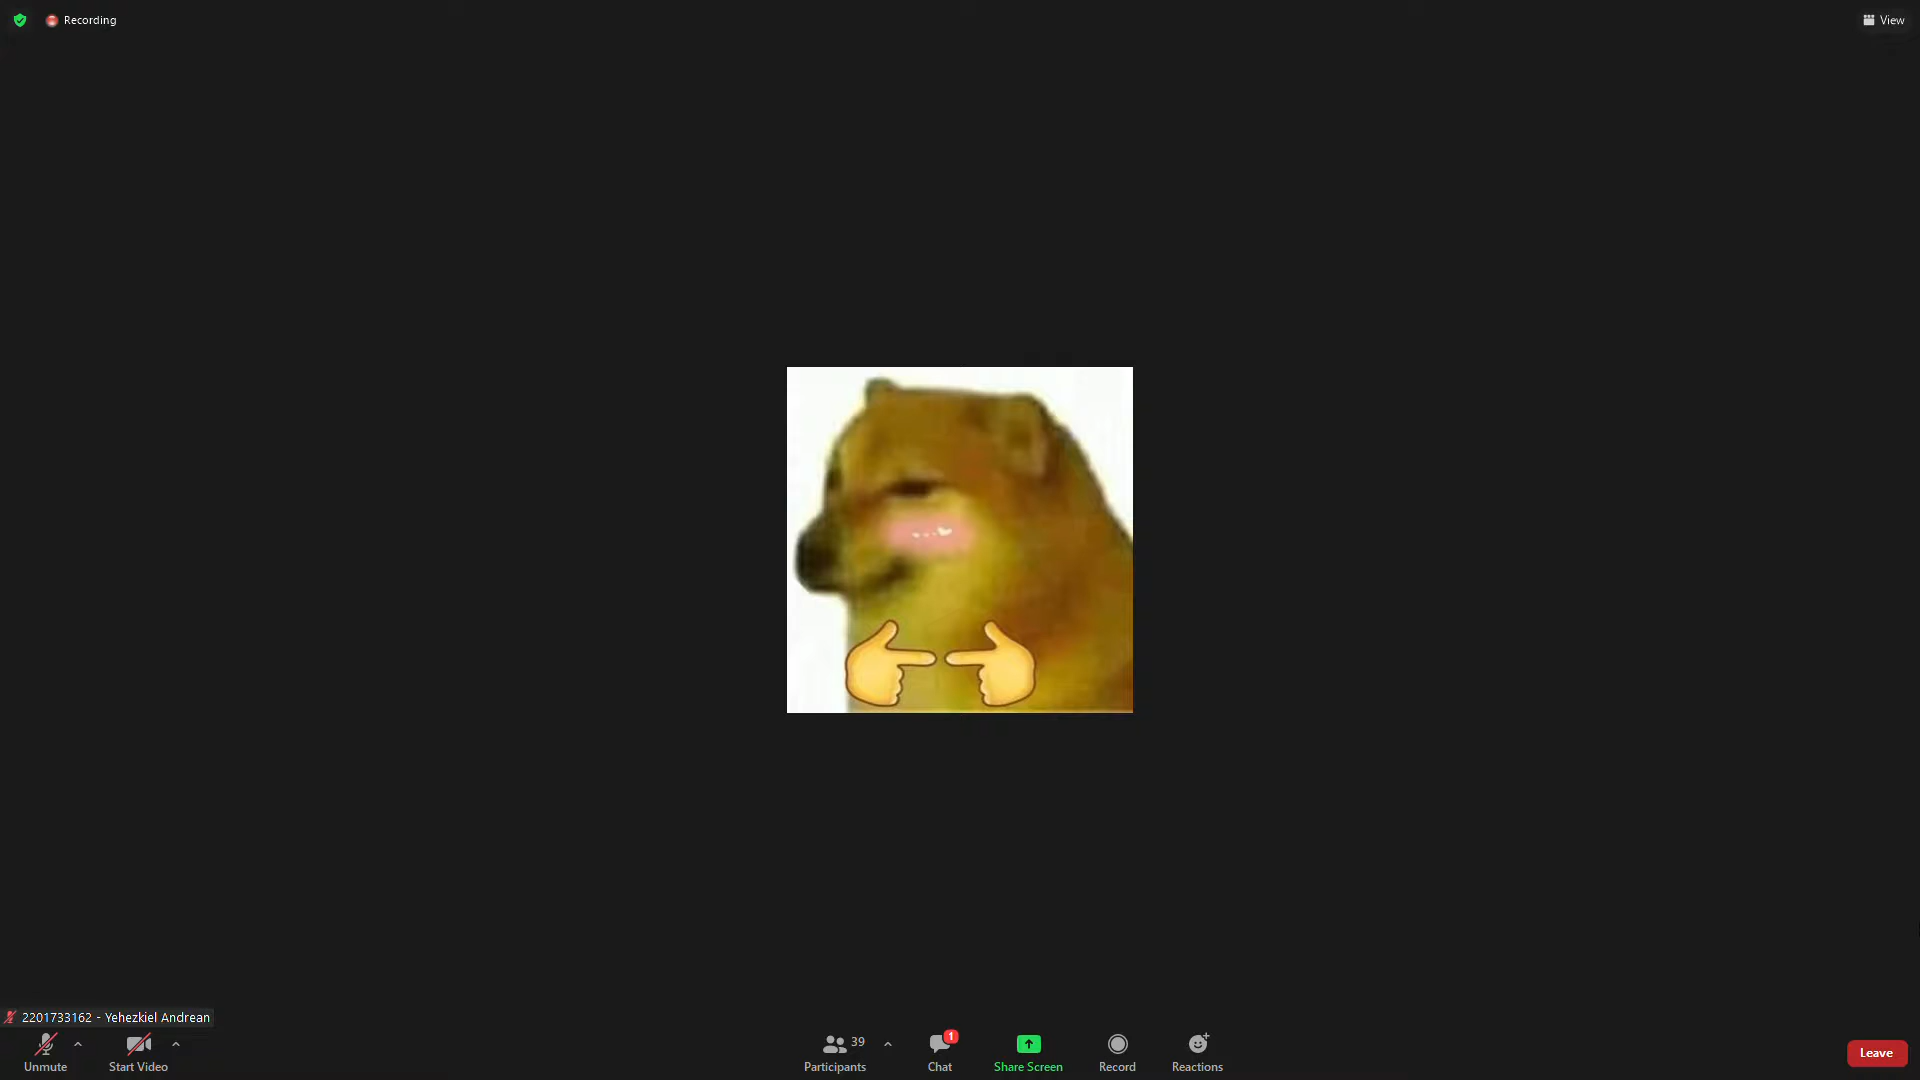 Recording
View
2201733162 - Yehezkiel Andrean
Unmute
Start Video
39
Participants
1
Chat
Share Screen
Record
Reactions
Leave